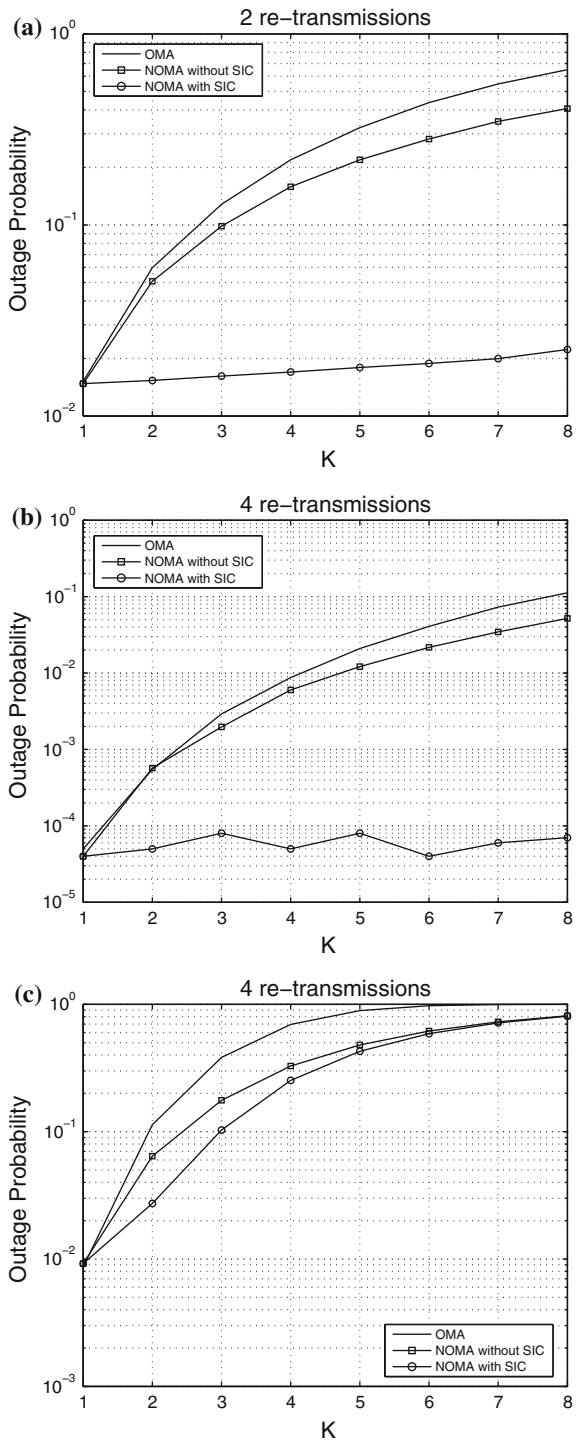 (a)
2 re-transmissions
10^0
OMA
NOMA without SIC
NOMA with SIC
Outage Probability
10^-1
10^-2
1 2 3 4 5 6 7 8
K
(b)
4 re-transmissions
10^0
OMA
NOMA without SIC
NOMA with SIC
10^-1
Outage Probability
10^-2
10^-3
10^-4
10^-5
1 2 3 4 5 6 7 8
K
(c)
4 re-transmissions
10^0
10^-1
Outage Probability
10^-2
OMA
NOMA without SIC
NOMA with SIC
10^-3
1 2 3 4 5 6 7 8
K